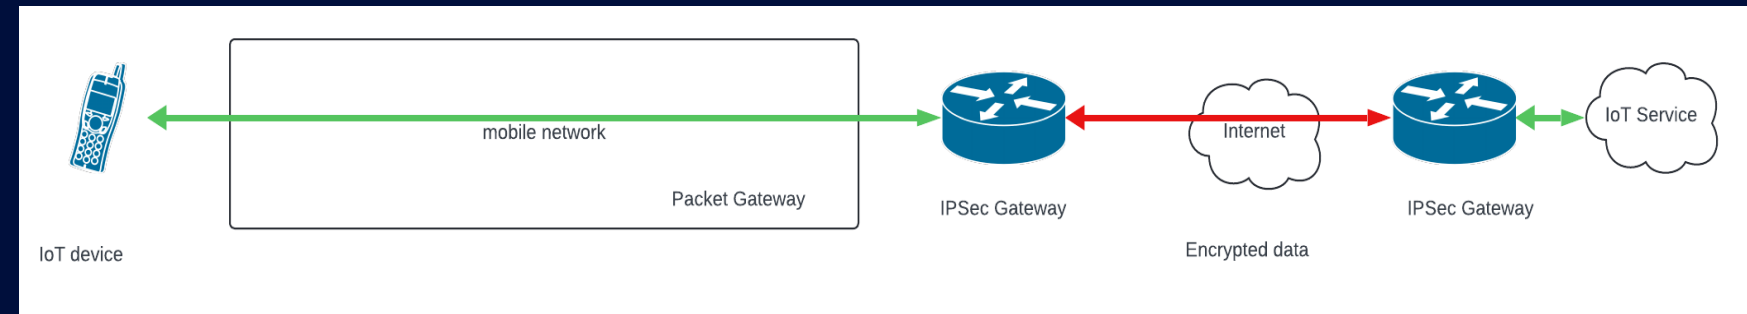 mobile network
Packet Gateway
IoT device
IPSec Gateway
Internet
Encrypted data
IPSec Gateway
IoT Service